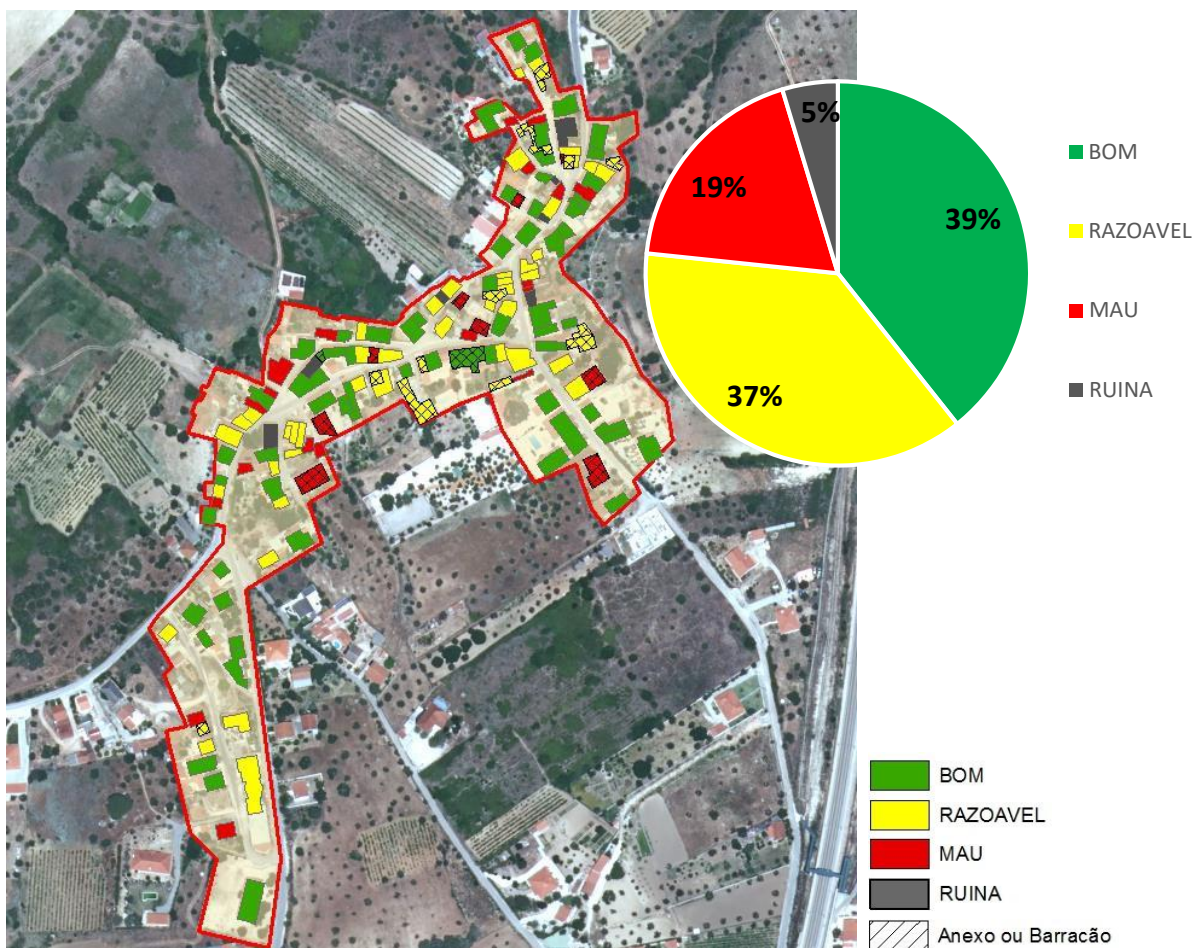 5%
19%
39%
37%
BOM
RAZOAVEL
MAU
RUINA
BOM
RAZOAVEL
MAU
RUINA
Anexo ou Barracão